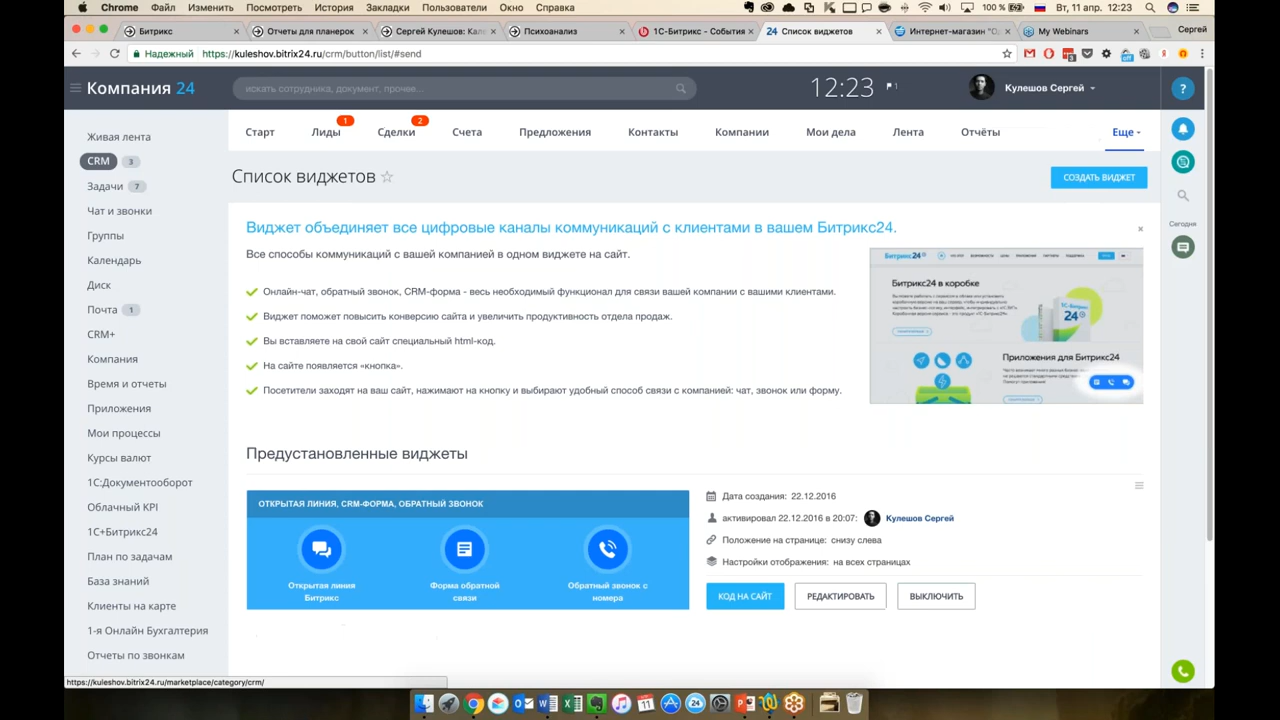 Chrome Файл Изменить Посмотреть История Закладки Пользователи Окно Справка 100 % Вт, 11 апр. 12:23
Битрикс Отчеты для планерок Сергей Кулешов: Кале Психоанализ 1С-Битрикс - События Список виджетов Интернет-магазин "Су My Webinars Сергей
Надежный https://kuleshov.bitrix24.ru/crm/button/list/#send
Компания 24 искать сотрудника, документ, прочее... 12:23 1 Кулешов Сергей ?
Живая лента
CRM 3
Задачи 7
Чат и звонки
Группы
Календарь
Диск
Почта 1
CRM+
Компания
Время и отчеты
Приложения
Мои процессы
Курсы валют
1С:Документооборот
Облачный KPI
1С+Битрикс24
План по задачам
База знаний
Клиенты на карте
1-я Онлайн Бухгалтерия
Отчеты по звонкам
Старт Лиды 1 Сделки 2 Счета Предложения Контакты Компании Мои дела Лента Отчёты Еще
Список виджетов СОЗДАТЬ ВИДЖЕТ
Виджет объединяет все цифровые каналы коммуникаций с клиентами в вашем Битрикс24.
Все способы коммуникаций с вашей компанией в одном виджете на сайт.
Онлайн-чат, обратный звонок, CRM-форма - весь необходимый функционал для связи вашей компании с вашими клиентами.
Виджет поможет повысить конверсию сайта и увеличить продуктивность отдела продаж.
Вы вставляете на свой сайт специальный html-код.
На сайте появляется «кнопка».
Посетители заходят на ваш сайт, нажимают на кнопку и выбирают удобный способ связи с компанией: чат, звонок или форму.
Битрикс24
Битрикс24 в коробке
24
Приложения для Битрикс24
Сегодня
Предустановленные виджеты
ОТКРЫТАЯ ЛИНИЯ, CRM-ФОРМА, ОБРАТНЫЙ ЗВОНОК
Открытая линия Битрикс
Форма обратной связи
Обратный звонок с номера
Дата создания: 22.12.2016
активировал 22.12.2016 в 20:07: Кулешов Сергей
Положение на странице: снизу слева
Настройки отображения: на всех страницах
КОД НА САЙТ РЕДАКТИРОВАТЬ ВЫКЛЮЧИТЬ
https://kuleshov.bitrix24.ru/marketplace/category/crm/